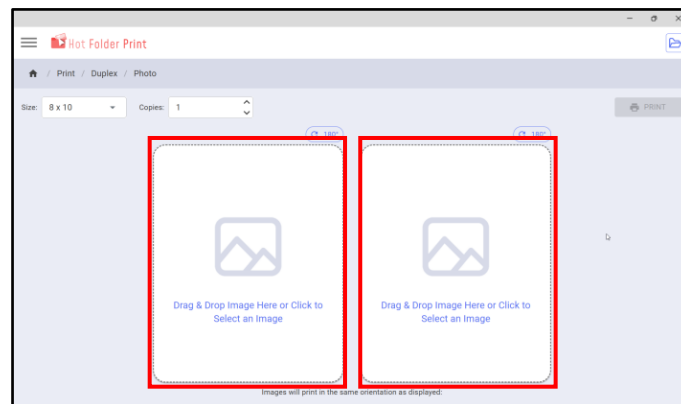 Hot Folder Print
/ Print / Duplex / Photo
Size: 8 x 10 Copies: 1 PRINT
180° 180°
Drag & Drop Image Here or Click to
Select an Image
Drag & Drop Image Here or Click to
Select an Image
Images will print in the same orientation as displayed.